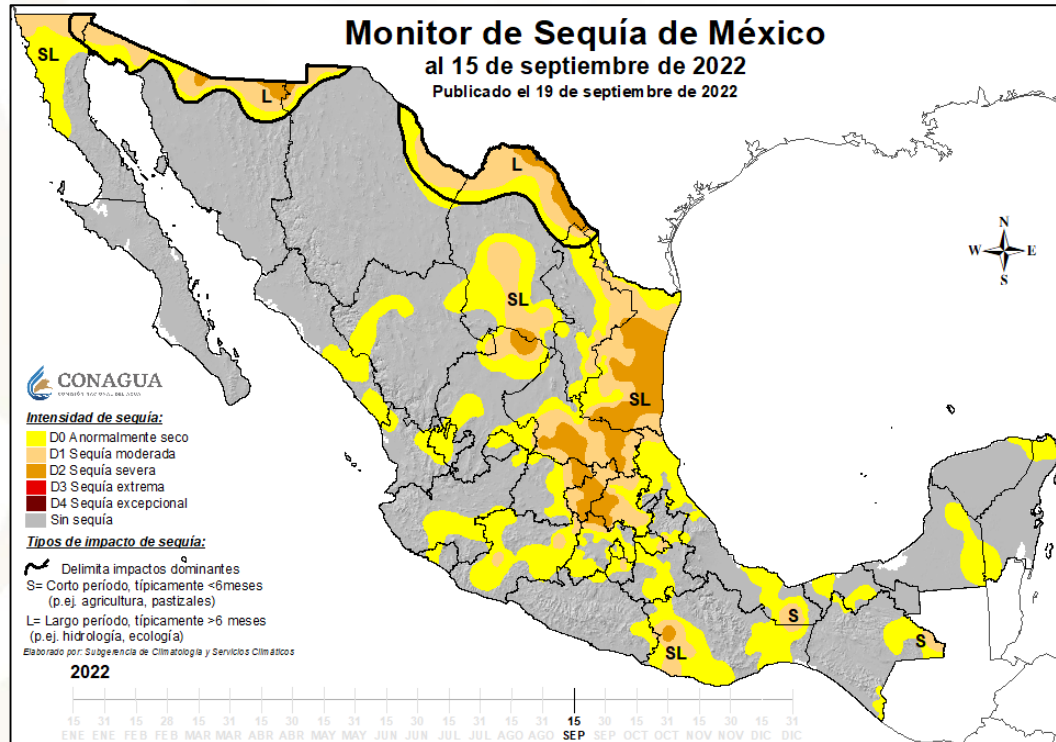 Monitor de Sequía de México
al 15 de septiembre de 2022
Publicado el 19 de septiembre de 2022
SL
L
L
N
W E
S
SL
SL
CONAGUA
COMISIÓN NACIONAL DEL AGUA
Intensidad de sequía:
D0 Anormalmente seco
D1 Sequía moderada
D2 Sequía severa
D3 Sequía extrema
D4 Sequía excepcional
Sin sequía
Tipos de impacto de sequía:
Delimita impactos dominantes
S= Corto período, típicamente <6meses
(p.ej. agricultura, pastizales)
L= Largo período, típicamente >6 meses
(p.ej. hidrología, ecología)
Elaborado por: Subgerencia de Climatología y Servicios Climáticos
S
S
SL
2022
15 31 15 28 15 31 15 30 15 31 15 30 15 31 15 31 15 30 15 31 15 30 15 31
ENE ENE FEB FEB MAR MAR ABR ABR MAY MAY JUN JUN JUL JUL AGO AGO SEP SEP OCT OCT NOV NOV DIC DIC